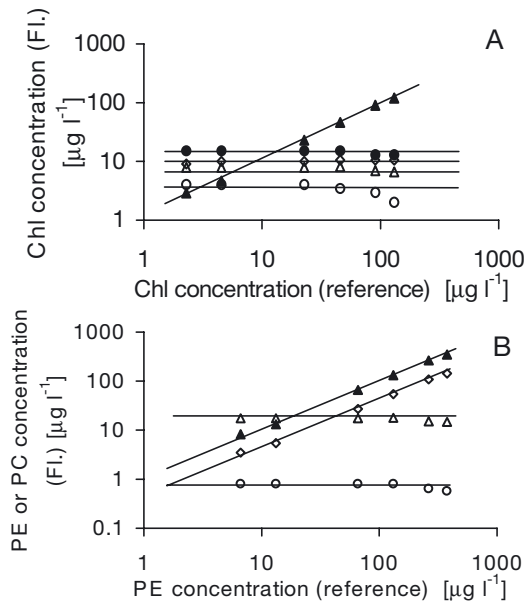 A
Chl concentration (Fl.)
[µg l⁻¹]
1000
100
10
1
1 10 100 1000
Chl concentration (reference) [µg l⁻¹]
B
PE or PC concentration
(Fl.) [µg l⁻¹]
1000
100
10
1
0.1
1 10 100 1000
PE concentration (reference) [µg l⁻¹]